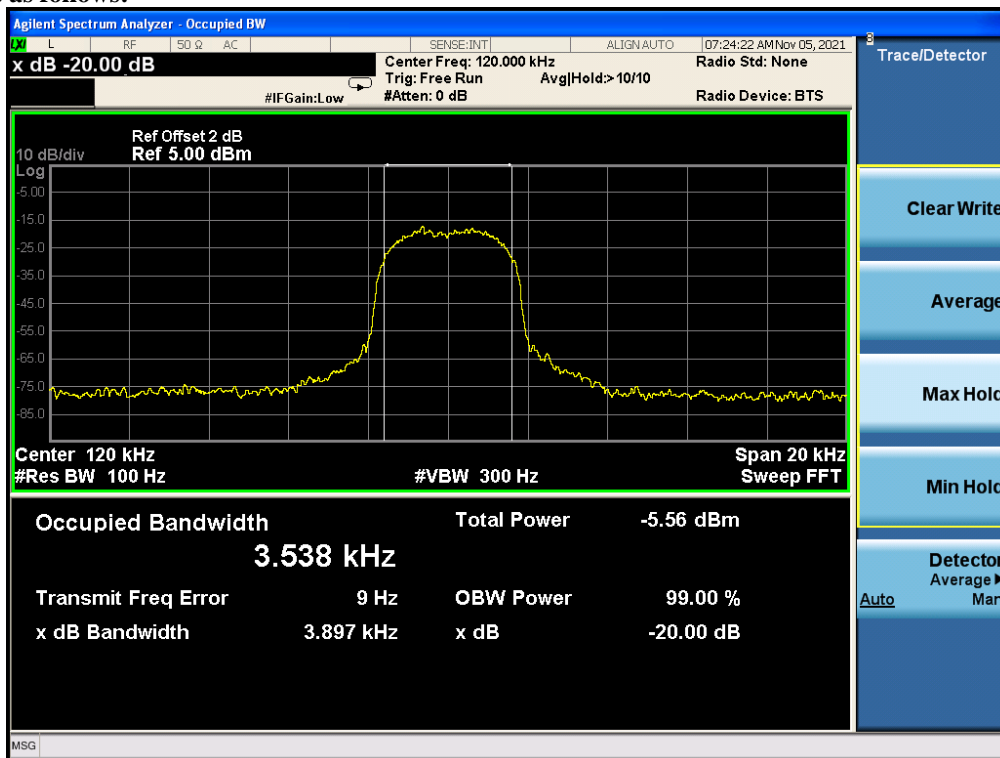 as follows:
Agilent Spectrum Analyzer - Occupied BW
LXI L RF 50 Ω AC SENSE:INT ALIGN AUTO 07:24:22 AM Nov 05, 2021
x dB -20.00 dB
Center Freq: 120.000 kHz Radio Std: None
Trig: Free Run Avg|Hold:> 10/10
#IFGain:Low #Atten: 0 dB Radio Device: BTS
Ref Offset 2 dB
10 dB/div Ref 5.00 dBm
Log
-5.00
-15.0
-25.0
-35.0
-45.0
-55.0
-65.0
-75.0
-85.0
Center 120 kHz Span 20 kHz
#Res BW 100 Hz #VBW 300 Hz Sweep FFT
Occupied Bandwidth Total Power -5.56 dBm
3.538 kHz
Transmit Freq Error 9 Hz OBW Power 99.00 %
x dB Bandwidth 3.897 kHz x dB -20.00 dB
MSG
Trace/Detector
Clear Write
Average
Max Hold
Min Hold
Detector
Average
Auto Man